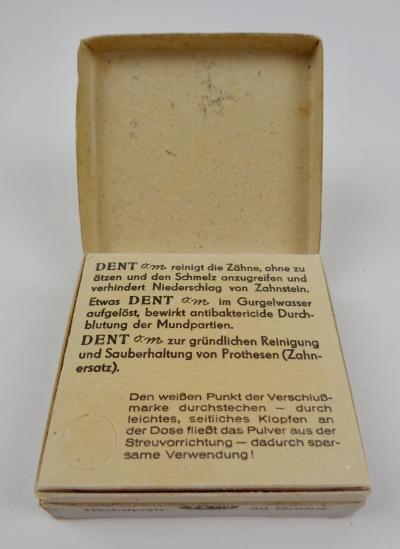 DENT o.m reinigt die Zähne, ohne zu
ätzen und den Schmelz anzugreifen und
verhindert Niederschlag von Zahnstein.
Etwas DENT o.m im Gurgelwasser
aufgelöst, bewirkt antibaktericide Durch-
blutung der Mundpartien.
DENT o.m zur gründlichen Reinigung
und Sauberhaltung von Prothesen (Zahn-
ersatz).
Den weißen Punkt der Verschluß-
marke durchstechen — durch
leichtes, seitliches Klopfen an
der Dose fließt das Pulver aus der
Streuvorrichtung — dadurch spar-
same Verwendung!